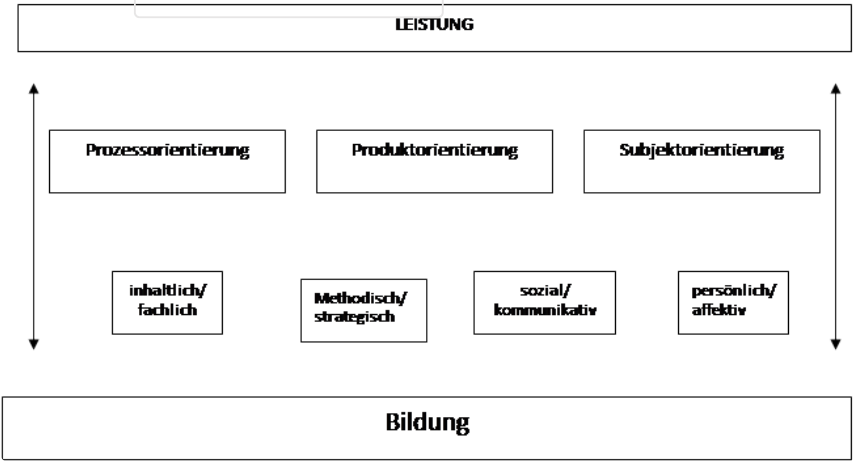 LEISTUNG
Prozessorientierung
Produktorientierung
Subjektorientierung
inhaltlich/
fachlich
Methodisch/
strategisch
sozial/
kommunikativ
persönlich/
affektiv
Bildung